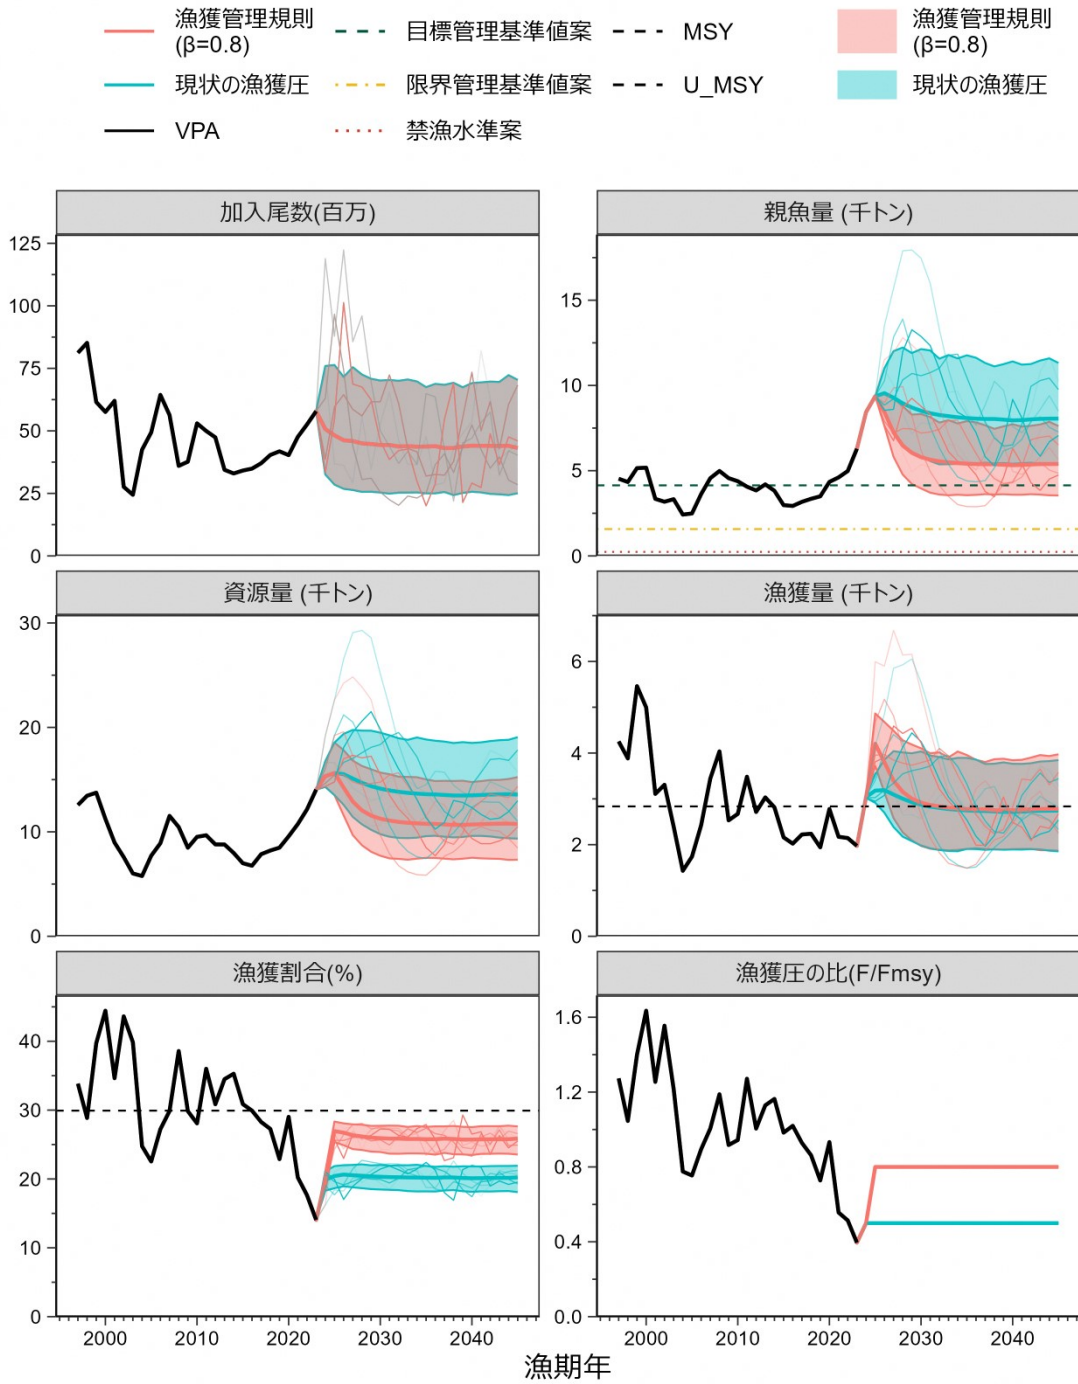 漁獲管理規則
(β=0.8)
目標管理基準値案
MSY
漁獲管理規則
(β=0.8)
現状の漁獲圧
限界管理基準値案
U_MSY
現状の漁獲圧
VPA
禁漁水準案
加入尾数(百万)
125
100
75
50
25
0
親魚量 (千トン)
15
10
5
0
資源量 (千トン)
30
20
10
0
漁獲量 (千トン)
6
4
2
0
漁獲割合(%)
40
30
20
10
0
2000 2010 2020 2030 2040
漁獲圧の比(F/Fmsy)
1.6
1.2
0.8
0.4
0.0
2000 2010 2020 2030 2040
漁期年